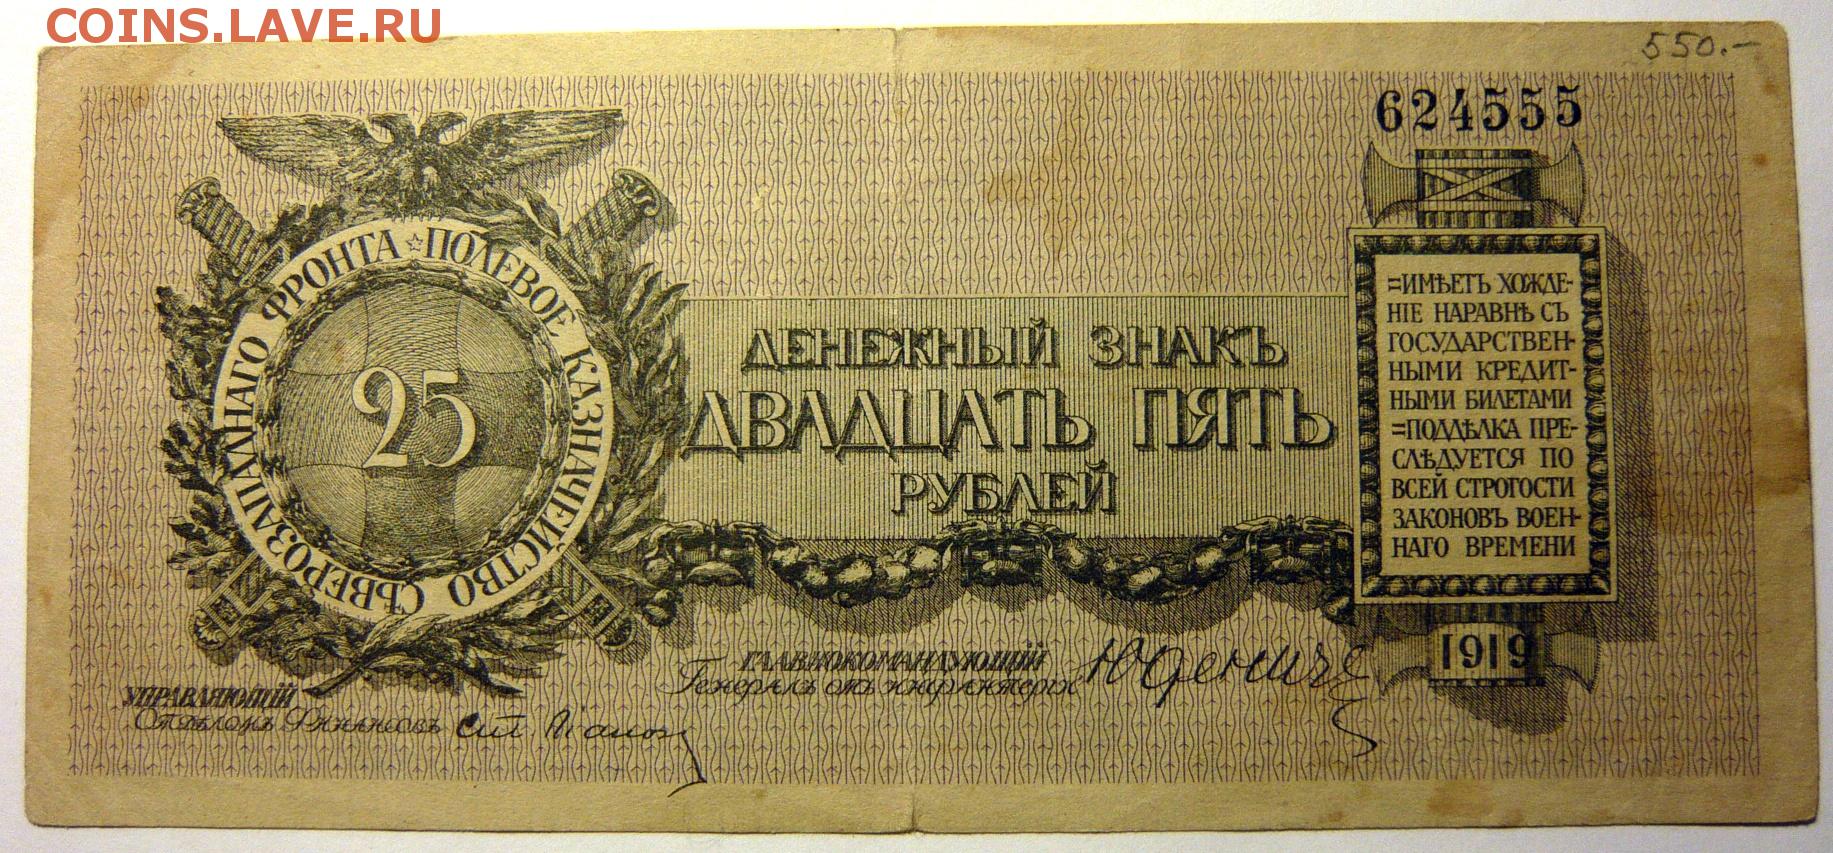 COINS.LAVE.RU
550.-
624555
ПОЛЕВОЕ КАЗНАЧЕЙСТВО СѢВЕРОЗАПАДНАГО ФРОНТА
25
ДЕНЕЖНЫЙ ЗНАКЪ
ДВАДЦАТЬ ПЯТЬ
РУБЛЕЙ
=ИМѢЕТЪ ХОЖДЕ-
НІЕ НАРАВНѢ СЪ
ГОСУДАРСТВЕН-
НЫМИ КРЕДИТ-
НЫМИ БИЛЕТАМИ
=ПОДДѢЛКА ПРЕ-
СЛѢДУЕТСЯ ПО
ВСЕЙ СТРОГОСТИ
ЗАКОНОВЪ ВОЕН-
НАГО ВРЕМЕНИ
1919
ГЛАВНОКОМАНДУЮЩІЙ
Генералъ отъ инфантеріи Юденичъ
УПРАВЛЯЮЩІЙ
Отдѣломъ Финансовъ